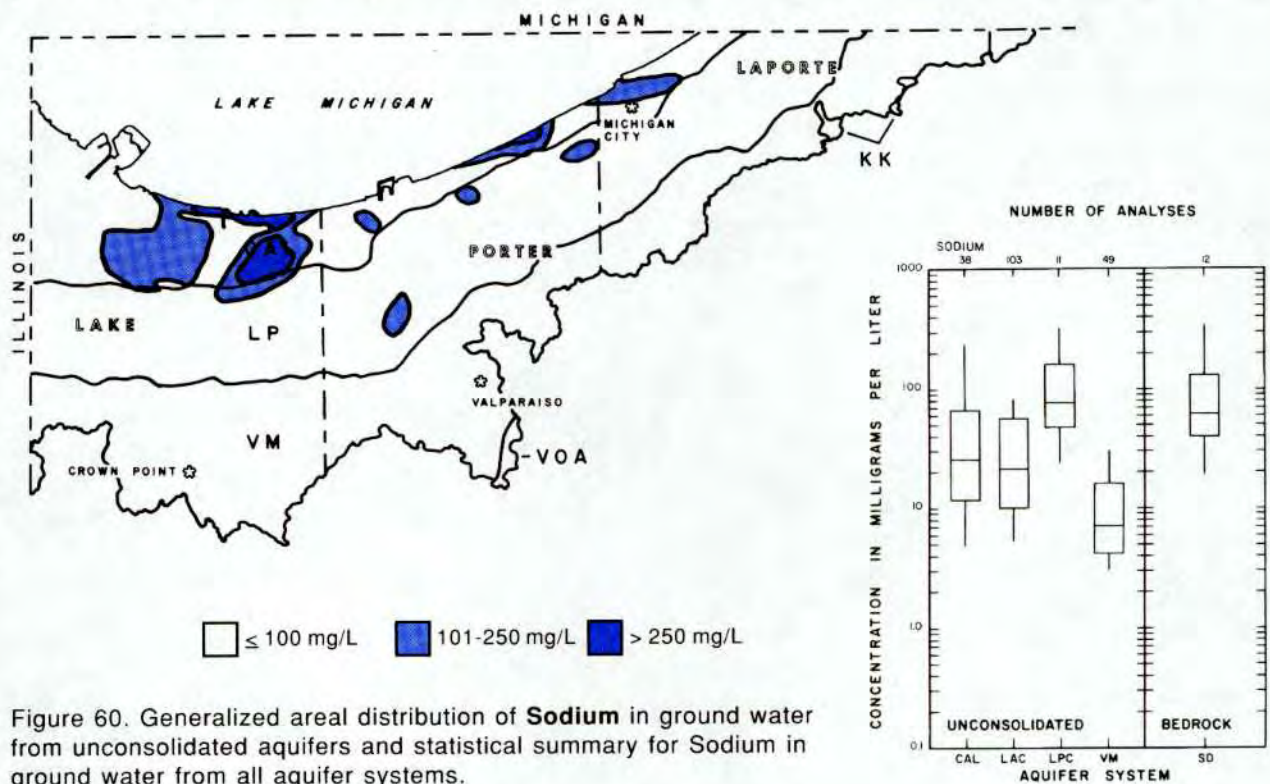 MICHIGAN
LAPORTE
LAKE MICHIGAN
MICHIGAN
CITY
KK
ILLINOIS
PORTER
LAKE
LP
VALPARAISO
VM
VOA
CROWN POINT
≤ 100 mg/L 101-250 mg/L > 250 mg/L
Figure 60. Generalized areal distribution of Sodium in ground water
from unconsolidated aquifers and statistical summary for Sodium in
ground water from all aquifer systems.
NUMBER OF ANALYSES
SODIUM
38 103 11 49 12
CONCENTRATION IN MILLIGRAMS PER LITER
1000
100
10
1.0
0.1
UNCONSOLIDATED BEDROCK
CAL LAC LPC VM SD
AQUIFER SYSTEM